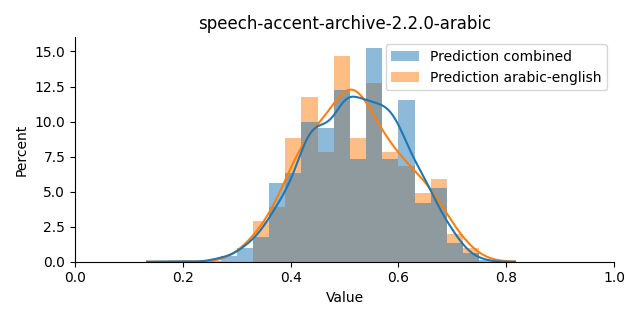 speech-accent-archive-2.2.0-arabic
Prediction combined
Prediction arabic-english
Percent
15.0
12.5
10.0
7.5
5.0
2.5
0.0
0.0 0.2 0.4 0.6 0.8 1.0
Value